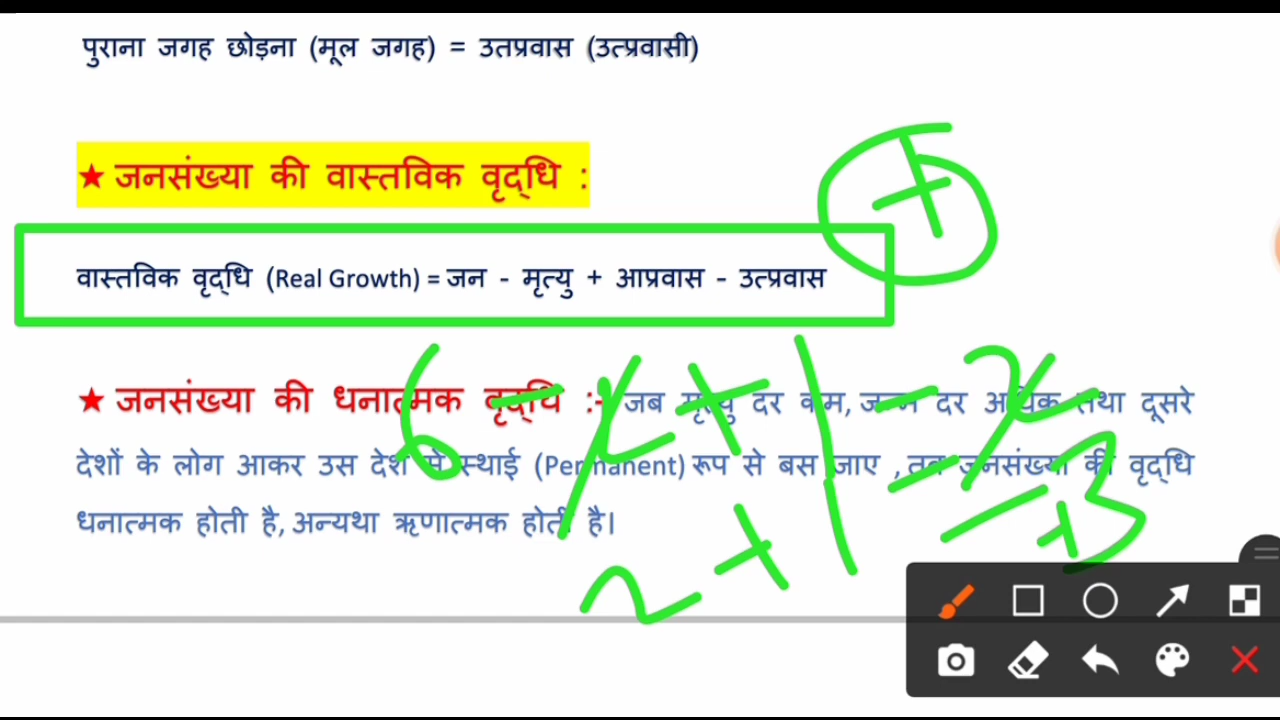 पुराना जगह छोड़ना (मूल जगह) = उतप्रवास (उत्प्रवासी)
★ जनसंख्या की वास्तविक वृद्धि :
वास्तविक वृद्धि (Real Growth) = जन - मृत्यु + आप्रवास - उत्प्रवास
★ जनसंख्या की धनात्मक वृद्धि :- जब मृत्यु दर कम, जन्म दर अधिक तथा दूसरे
देशों के लोग आकर उस देश में स्थाई (Permanent) रूप से बस जाए , तब जनसंख्या की वृद्धि
धनात्मक होती है, अन्यथा ऋणात्मक होती है।